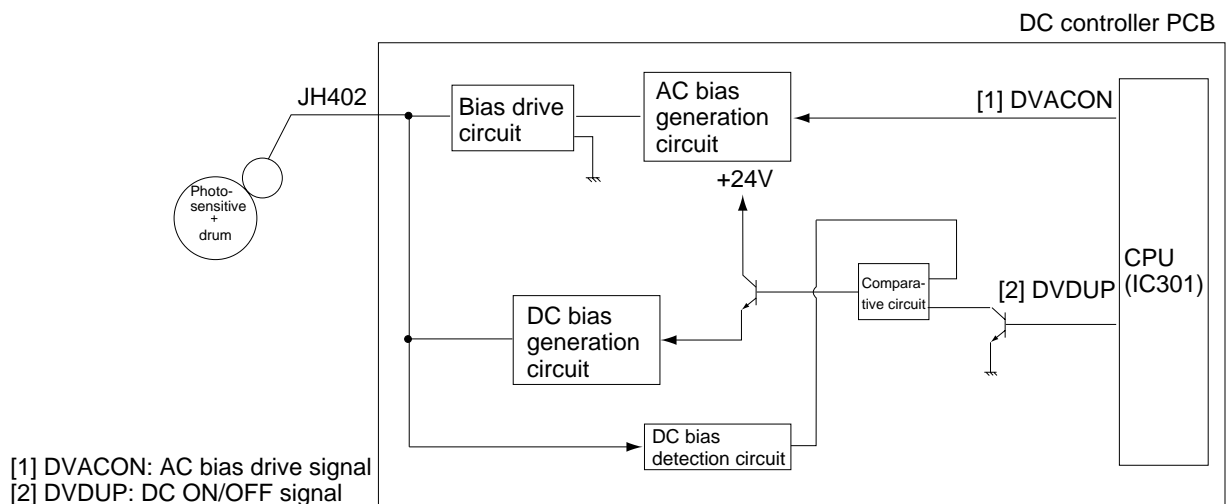 DC controller PCB
JH402
Bias drive
circuit
AC bias
generation
circuit
[1] DVACON
+24V
Photo-
sensitive
+
drum
CPU
(IC301)
Compara-
tive circuit
[2] DVDUP
DC bias
generation
circuit
DC bias
detection circuit
[1] DVACON: AC bias drive signal
[2] DVDUP: DC ON/OFF signal